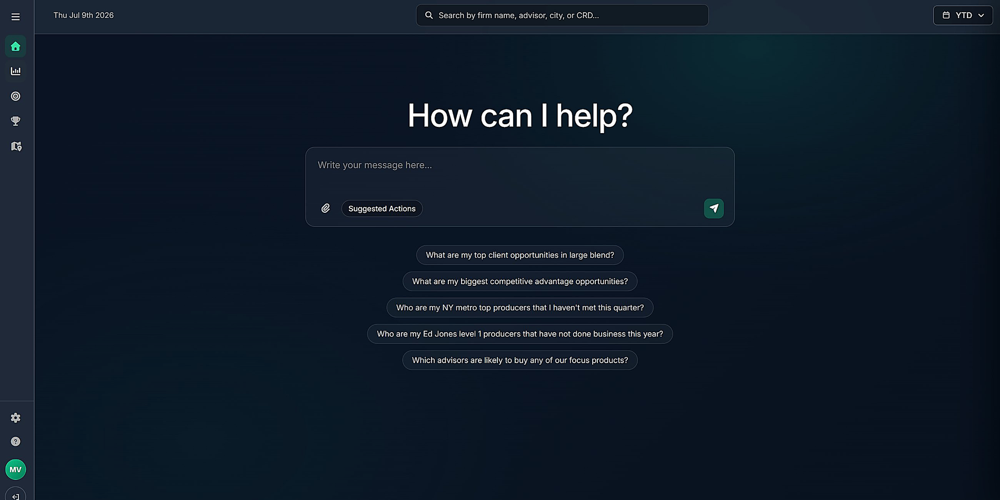 Thu Jul 9th 2026
Search by firm name, advisor, city, or CRD...
YTD
How can I help?
Write your message here...
Suggested Actions
What are my top client opportunities in large blend?
What are my biggest competitive advantage opportunities?
Who are my NY metro top producers that I haven't met this quarter?
Who are my Ed Jones level 1 producers that have not done business this year?
Which advisors are likely to buy any of our focus products?
?
MV